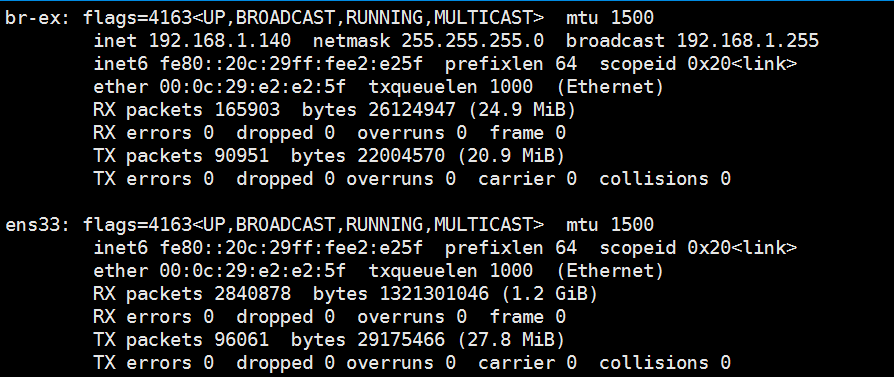 br-ex: flags=4163<UP,BROADCAST,RUNNING,MULTICAST>  mtu 1500
        inet 192.168.1.140  netmask 255.255.255.0  broadcast 192.168.1.255
        inet6 fe80::20c:29ff:fee2:e25f  prefixlen 64  scopeid 0x20<link>
        ether 00:0c:29:e2:e2:5f  txqueuelen 1000  (Ethernet)
        RX packets 165903  bytes 26124947 (24.9 MiB)
        RX errors 0  dropped 0  overruns 0  frame 0
        TX packets 90951  bytes 22004570 (20.9 MiB)
        TX errors 0  dropped 0 overruns 0  carrier 0  collisions 0

ens33: flags=4163<UP,BROADCAST,RUNNING,MULTICAST>  mtu 1500
        inet6 fe80::20c:29ff:fee2:e25f  prefixlen 64  scopeid 0x20<link>
        ether 00:0c:29:e2:e2:5f  txqueuelen 1000  (Ethernet)
        RX packets 2840878  bytes 1321301046 (1.2 GiB)
        RX errors 0  dropped 0  overruns 0  frame 0
        TX packets 96061  bytes 29175466 (27.8 MiB)
        TX errors 0  dropped 0 overruns 0  carrier 0  collisions 0